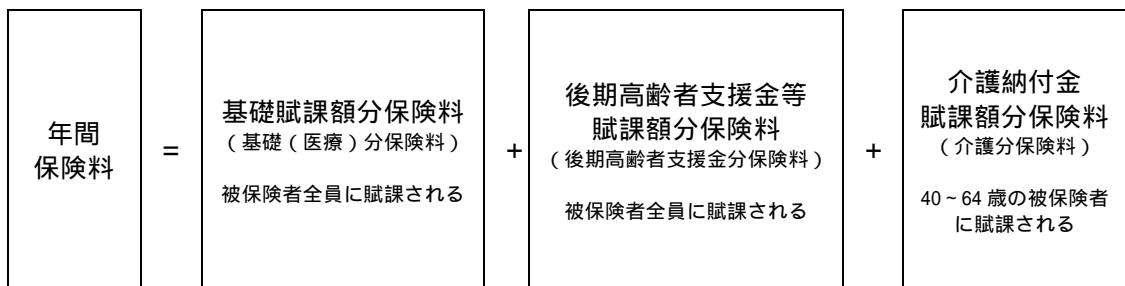 年間
保険料
=
基礎賦課額分保険料
(基礎(医療)分保険料)
被保険者全員に賦課される
+
後期高齢者支援金等
賦課額分保険料
(後期高齢者支援金分保険料)
被保険者全員に賦課される
+
介護納付金
賦課額分保険料
(介護分保険料)
40~64歳の被保険者
に賦課される